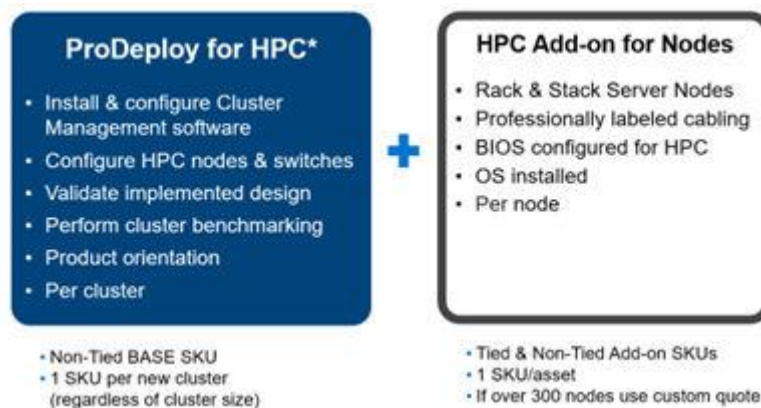 ProDeploy for HPC*
• Install & configure Cluster
Management software
• Configure HPC nodes & switches
• Validate implemented design
• Perform cluster benchmarking
• Product orientation
• Per cluster
• Non-Tied BASE SKU
• 1 SKU per new cluster
(regardless of cluster size)
+
HPC Add-on for Nodes
• Rack & Stack Server Nodes
• Professionally labeled cabling
• BIOS configured for HPC
• OS installed
• Per node
• Tied & Non-Tied Add-on SKUs
• 1 SKU/asset
• If over 300 nodes use custom quote